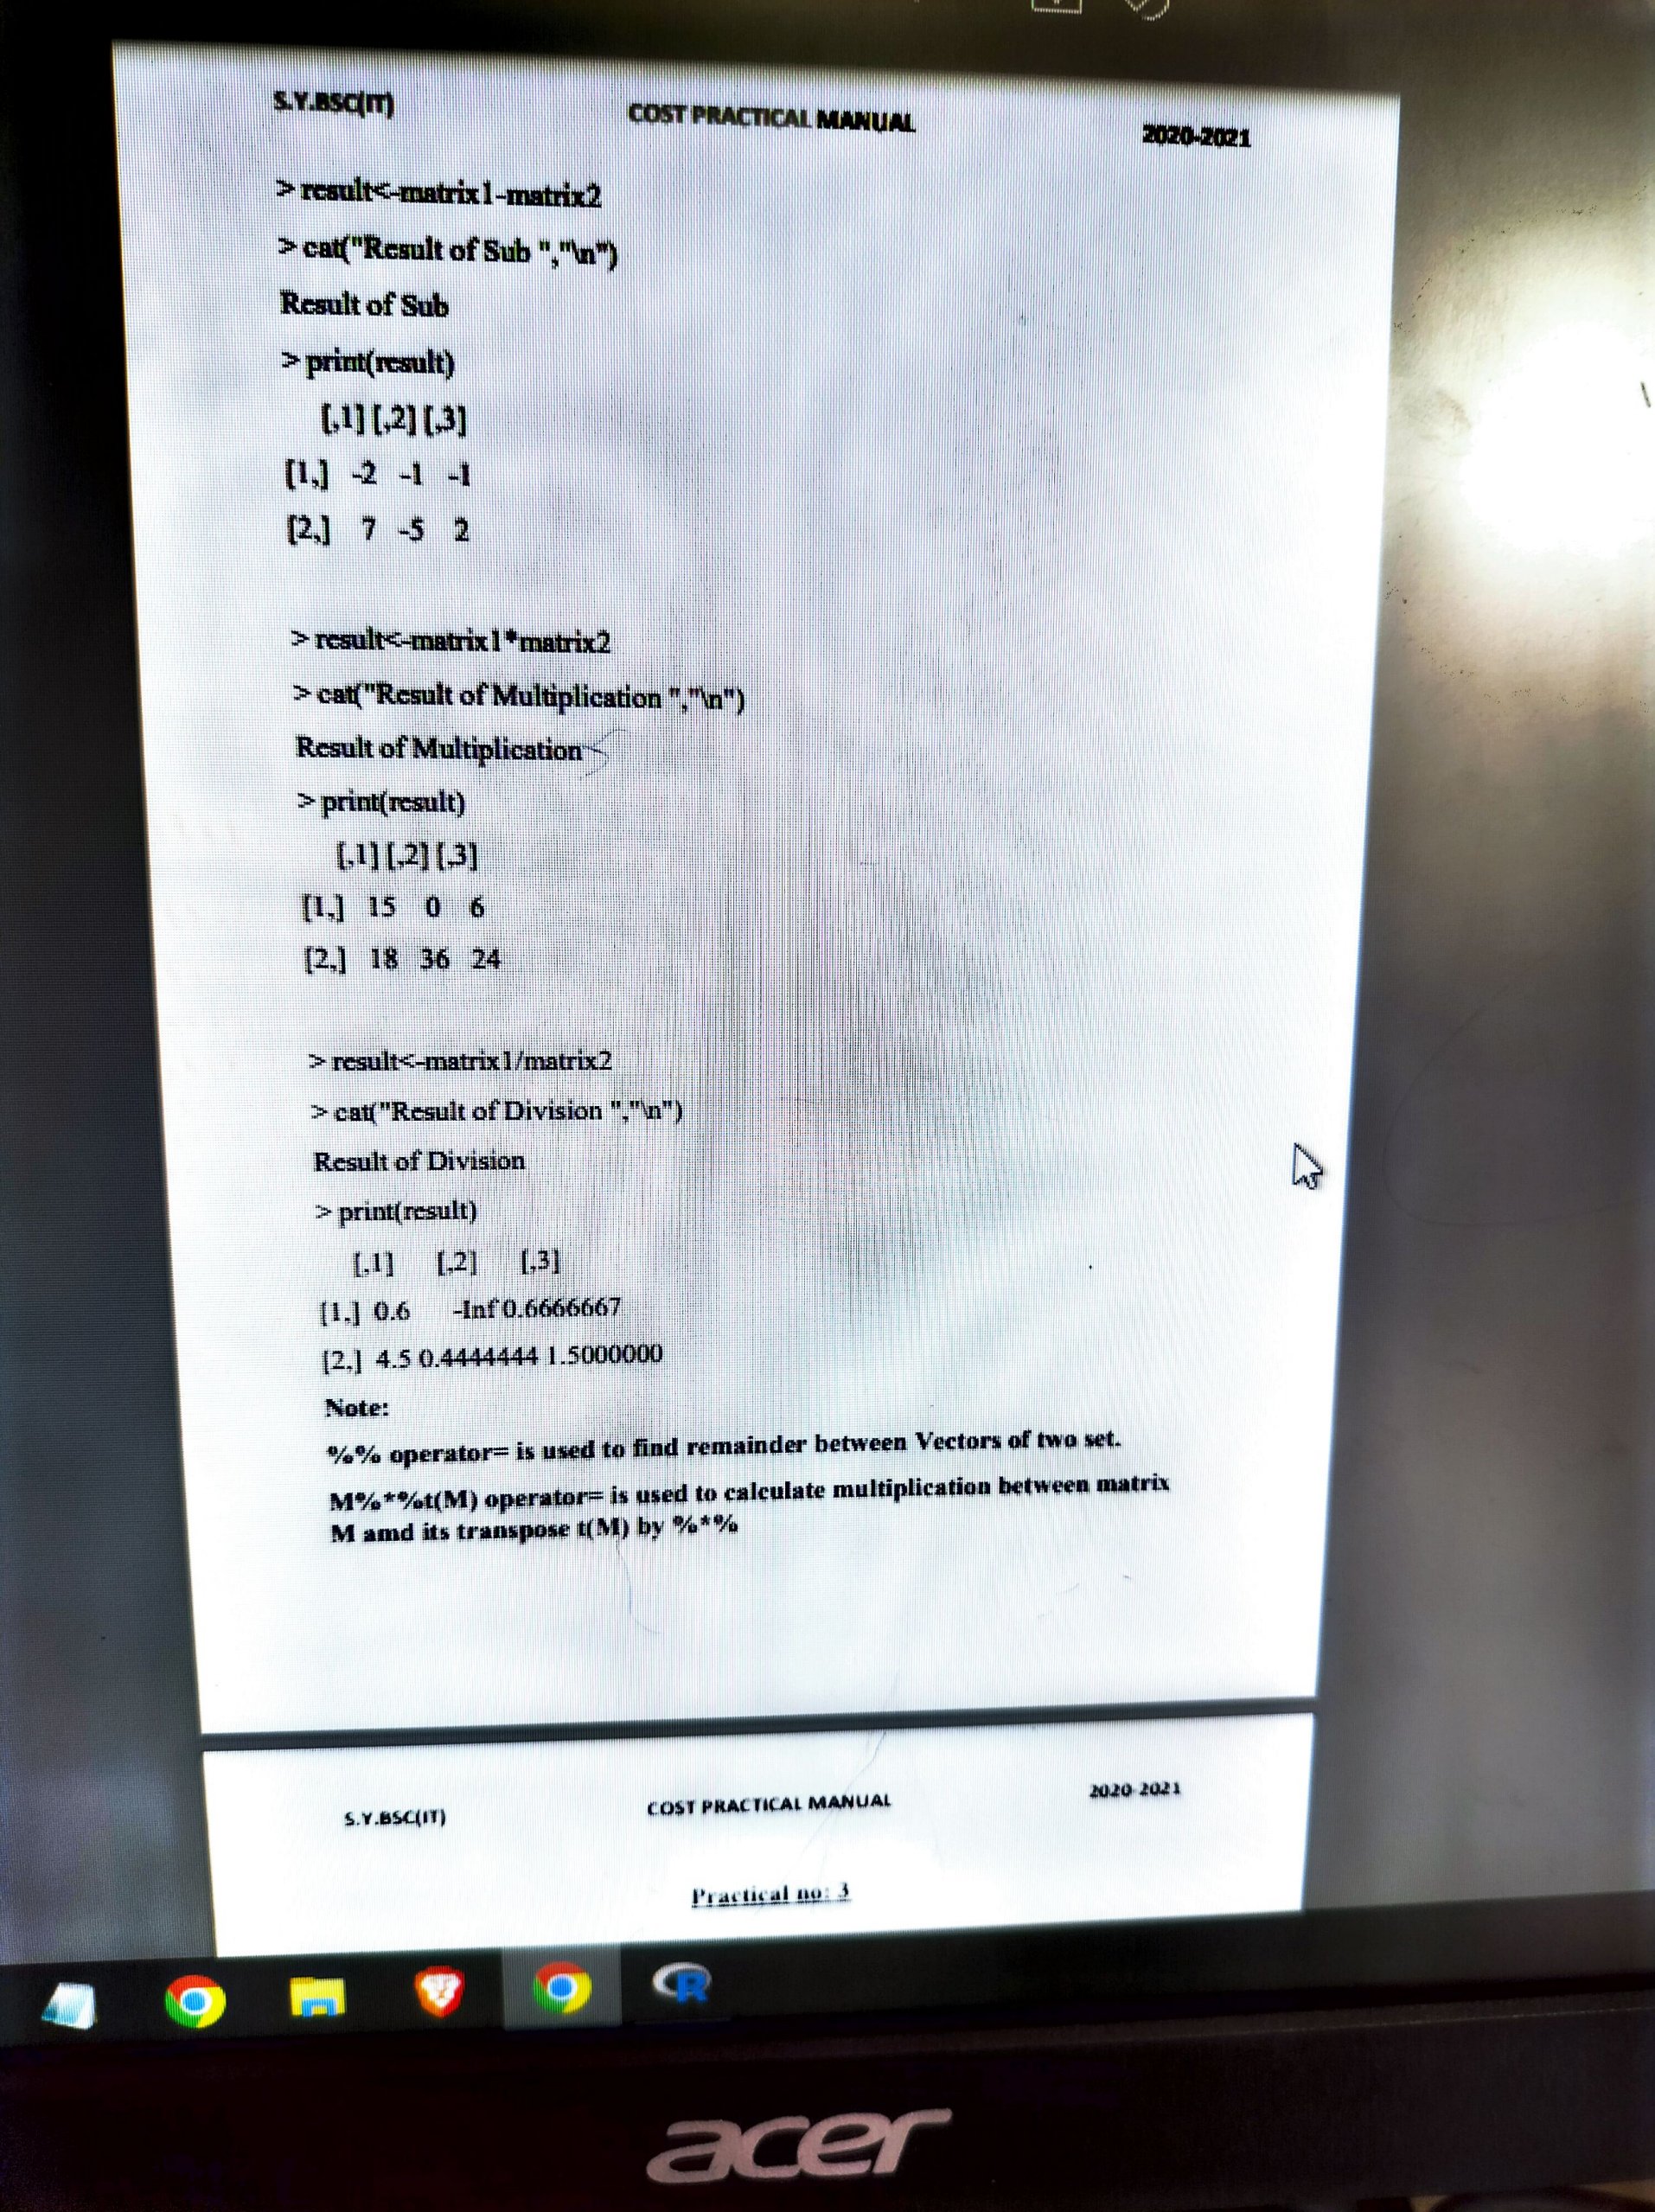 S.Y.BSC(IT) COST PRACTICAL MANUAL 2020-2021
> result<-matrix1-matrix2
> cat("Result of Sub ","\n")
Result of Sub
> print(result)
[,1] [,2] [,3]
[1,] -2 -1 -1
[2,] 7 -5 2
> result<-matrix1*matrix2
> cat("Result of Multiplication ","\n")
Result of Multiplication
> print(result)
[,1] [,2] [,3]
[1,] 15 0 6
[2,] 18 36 24
> result<-matrix1/matrix2
> cat("Result of Division ","\n")
Result of Division
> print(result)
[,1] [,2] [,3]
[1,] 0.6 -Inf 0.6666667
[2,] 4.5 0.4444444 1.5000000
Note:
%% operator= is used to find remainder between Vectors of two set.
M%*%t(M) operator= is used to calculate multiplication between matrix
M amd its transpose t(M) by %*%
S.Y.BSC(IT) COST PRACTICAL MANUAL 2020-2021
Practical no: 3
R
acer